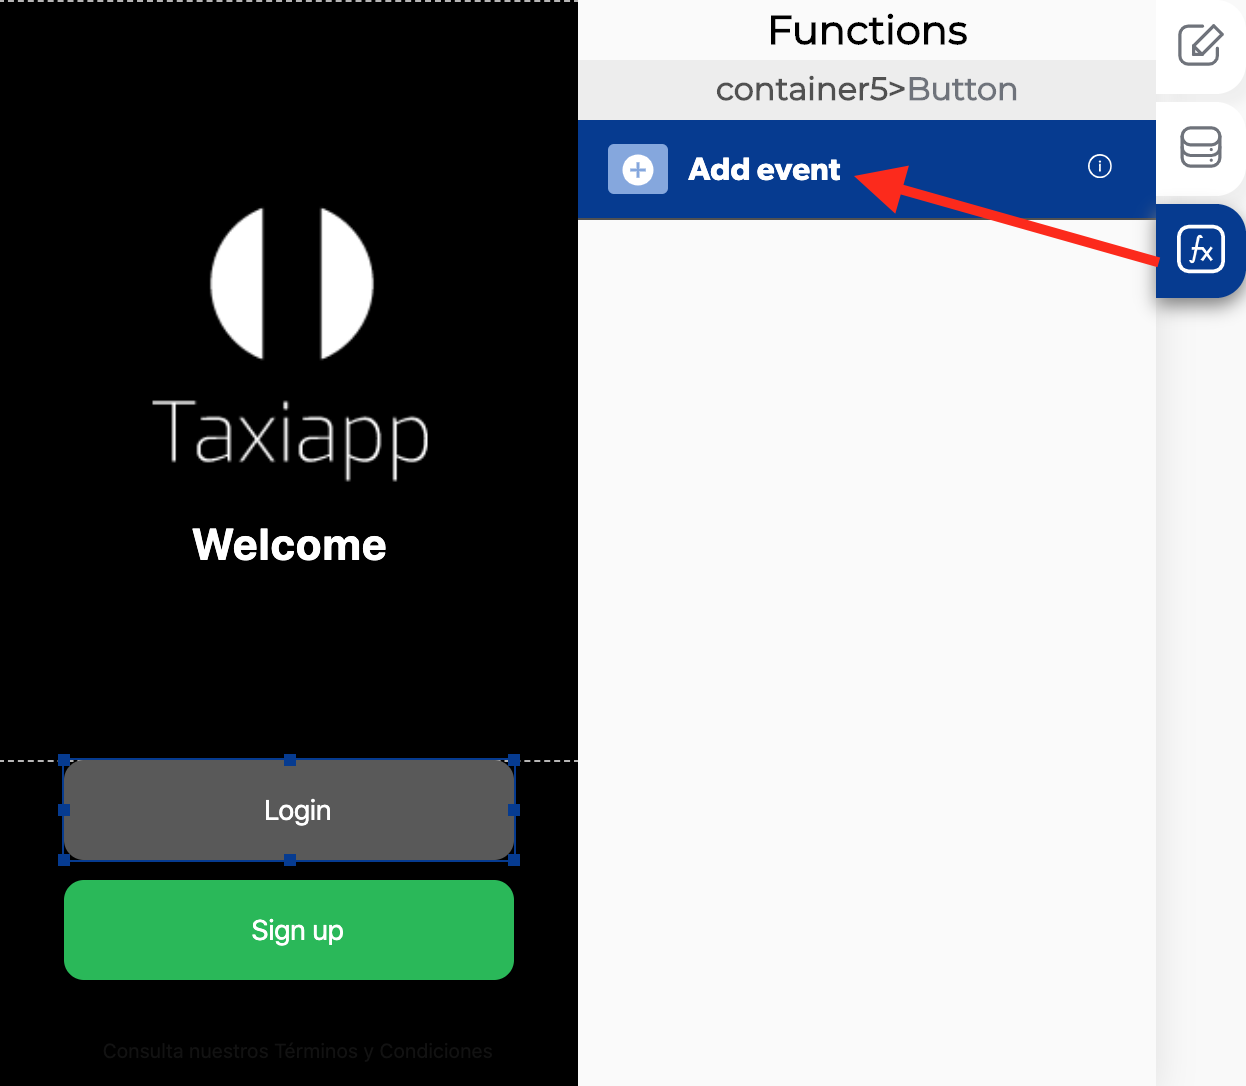 Functions
container5>Button
Add event
fx
Taxiapp
Welcome
Login
Sign up
Consulta nuestros Términos y Condiciones